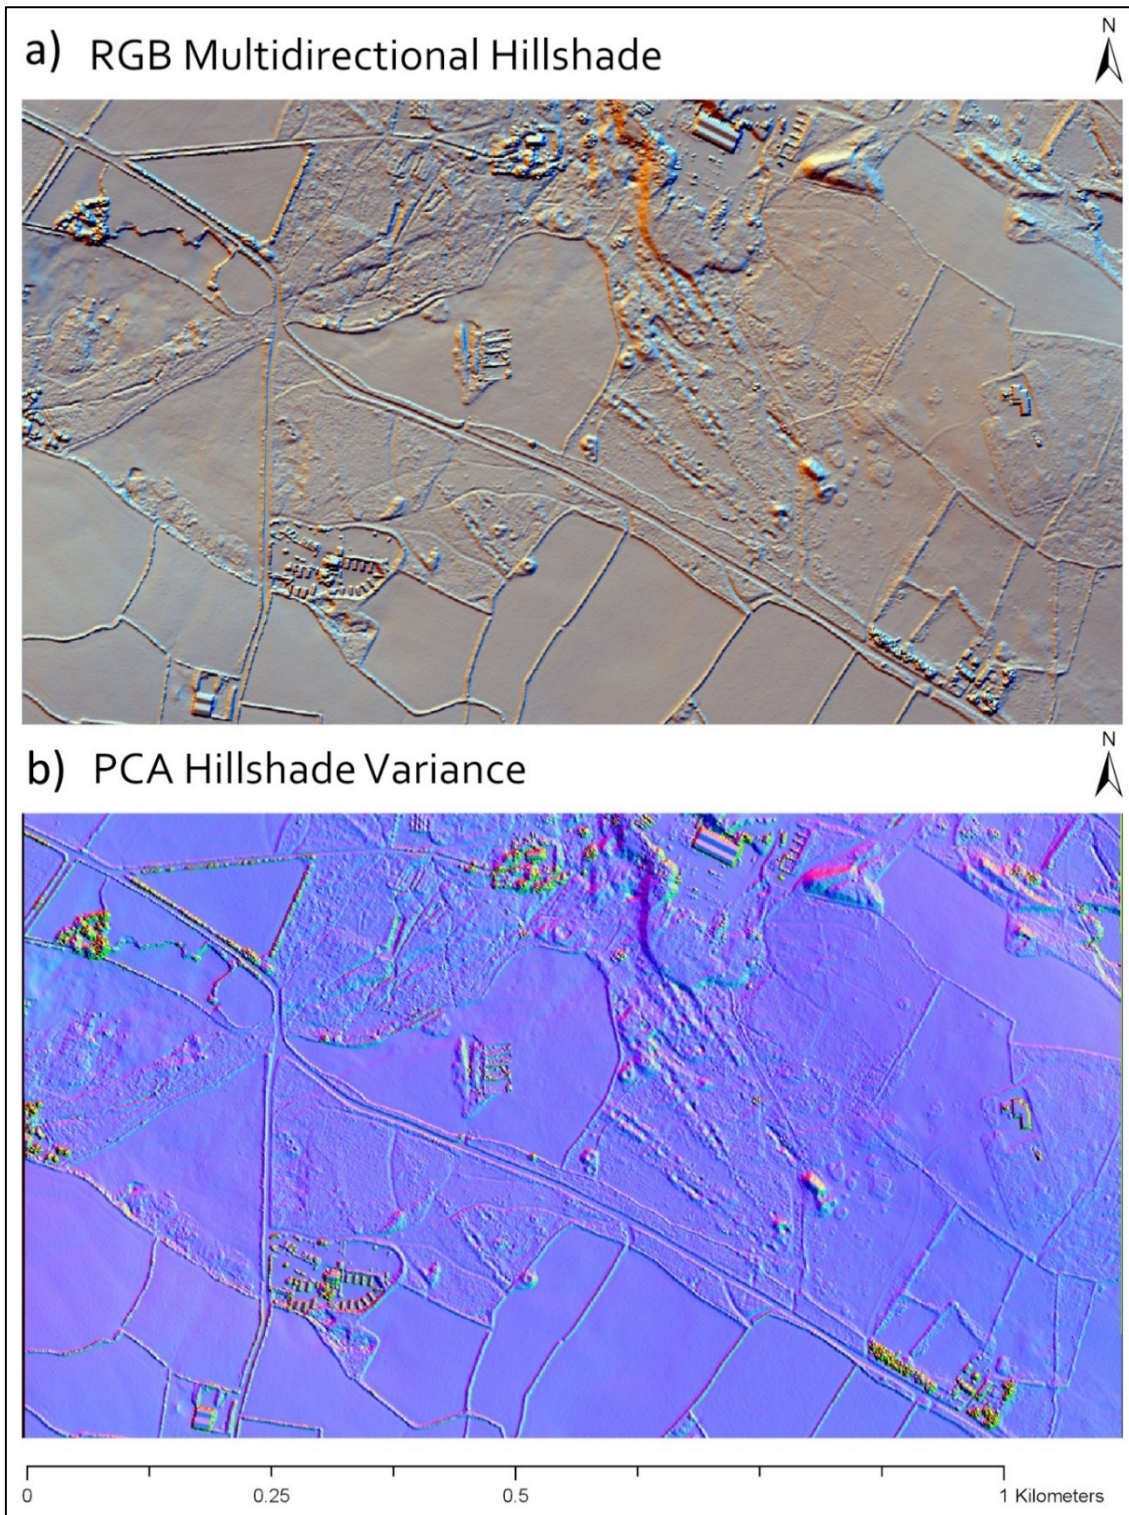 a) RGB Multidirectional Hillshade
N
b) PCA Hillshade Variance
N
0 0.25 0.5 1 Kilometers